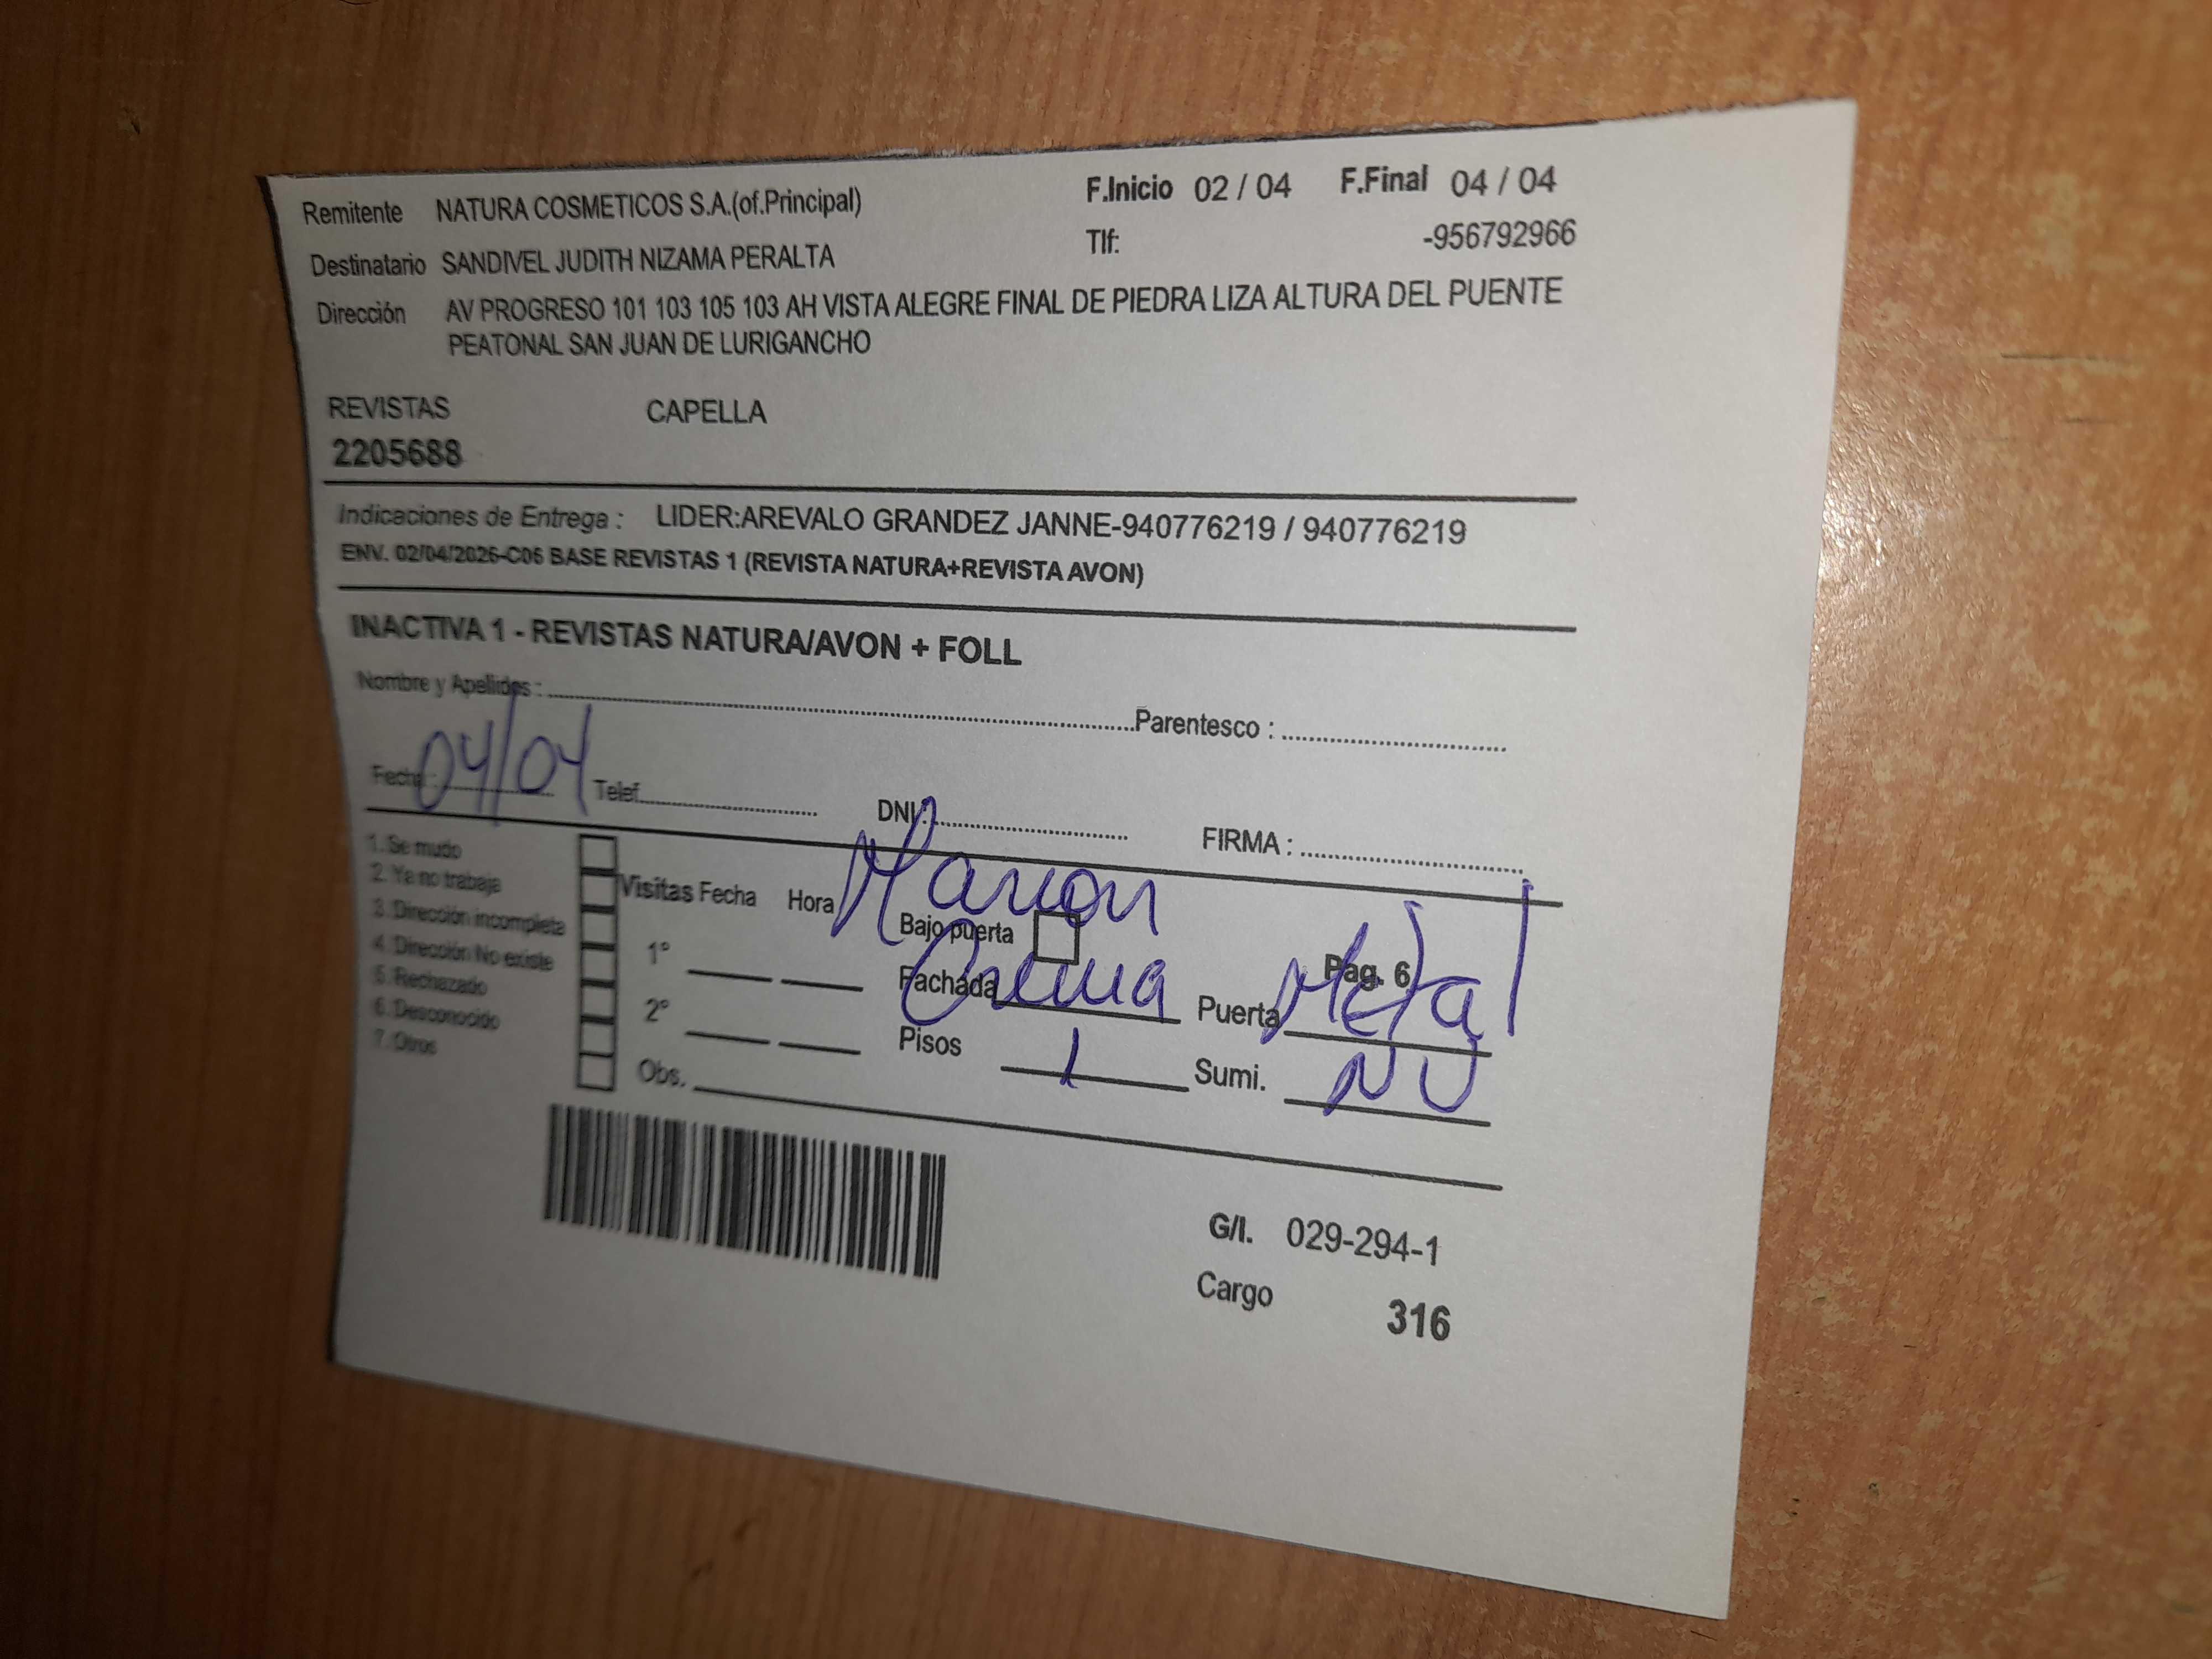 Remitente NATURA COSMETICOS S.A.(of.Principal) F.Inicio 02 / 04 F.Final 04 / 04
Destinatario SANDIVEL JUDITH NIZAMA PERALTA Tlf: -956792966
Dirección AV PROGRESO 101 103 105 103 AH VISTA ALEGRE FINAL DE PIEDRA LIZA ALTURA DEL PUENTE
PEATONAL SAN JUAN DE LURIGANCHO
REVISTAS CAPELLA
2205688
Indicaciones de Entrega : LIDER:AREVALO GRANDEZ JANNE-940776219 / 940776219
ENV. 02/04/2026-C06 BASE REVISTAS 1 (REVISTA NATURA+REVISTA AVON)
INACTIVA 1 - REVISTAS NATURA/AVON + FOLL
Nombre y Apellidos : Parentesco :
Fecha : 04/04 Telef. DNI : FIRMA :
1. Se mudo
2. Ya no trabaja
3. Dirección incompleta
4. Dirección No existe
5. Rechazado
6. Desconocido
7. Otros
Visitas Fecha Hora Marron
Bajo puerta Pag. 6
1° Fachada Crema Puerta Metal
2° Pisos 1 Sumi. NU
Obs.
G/I. 029-294-1
Cargo 316